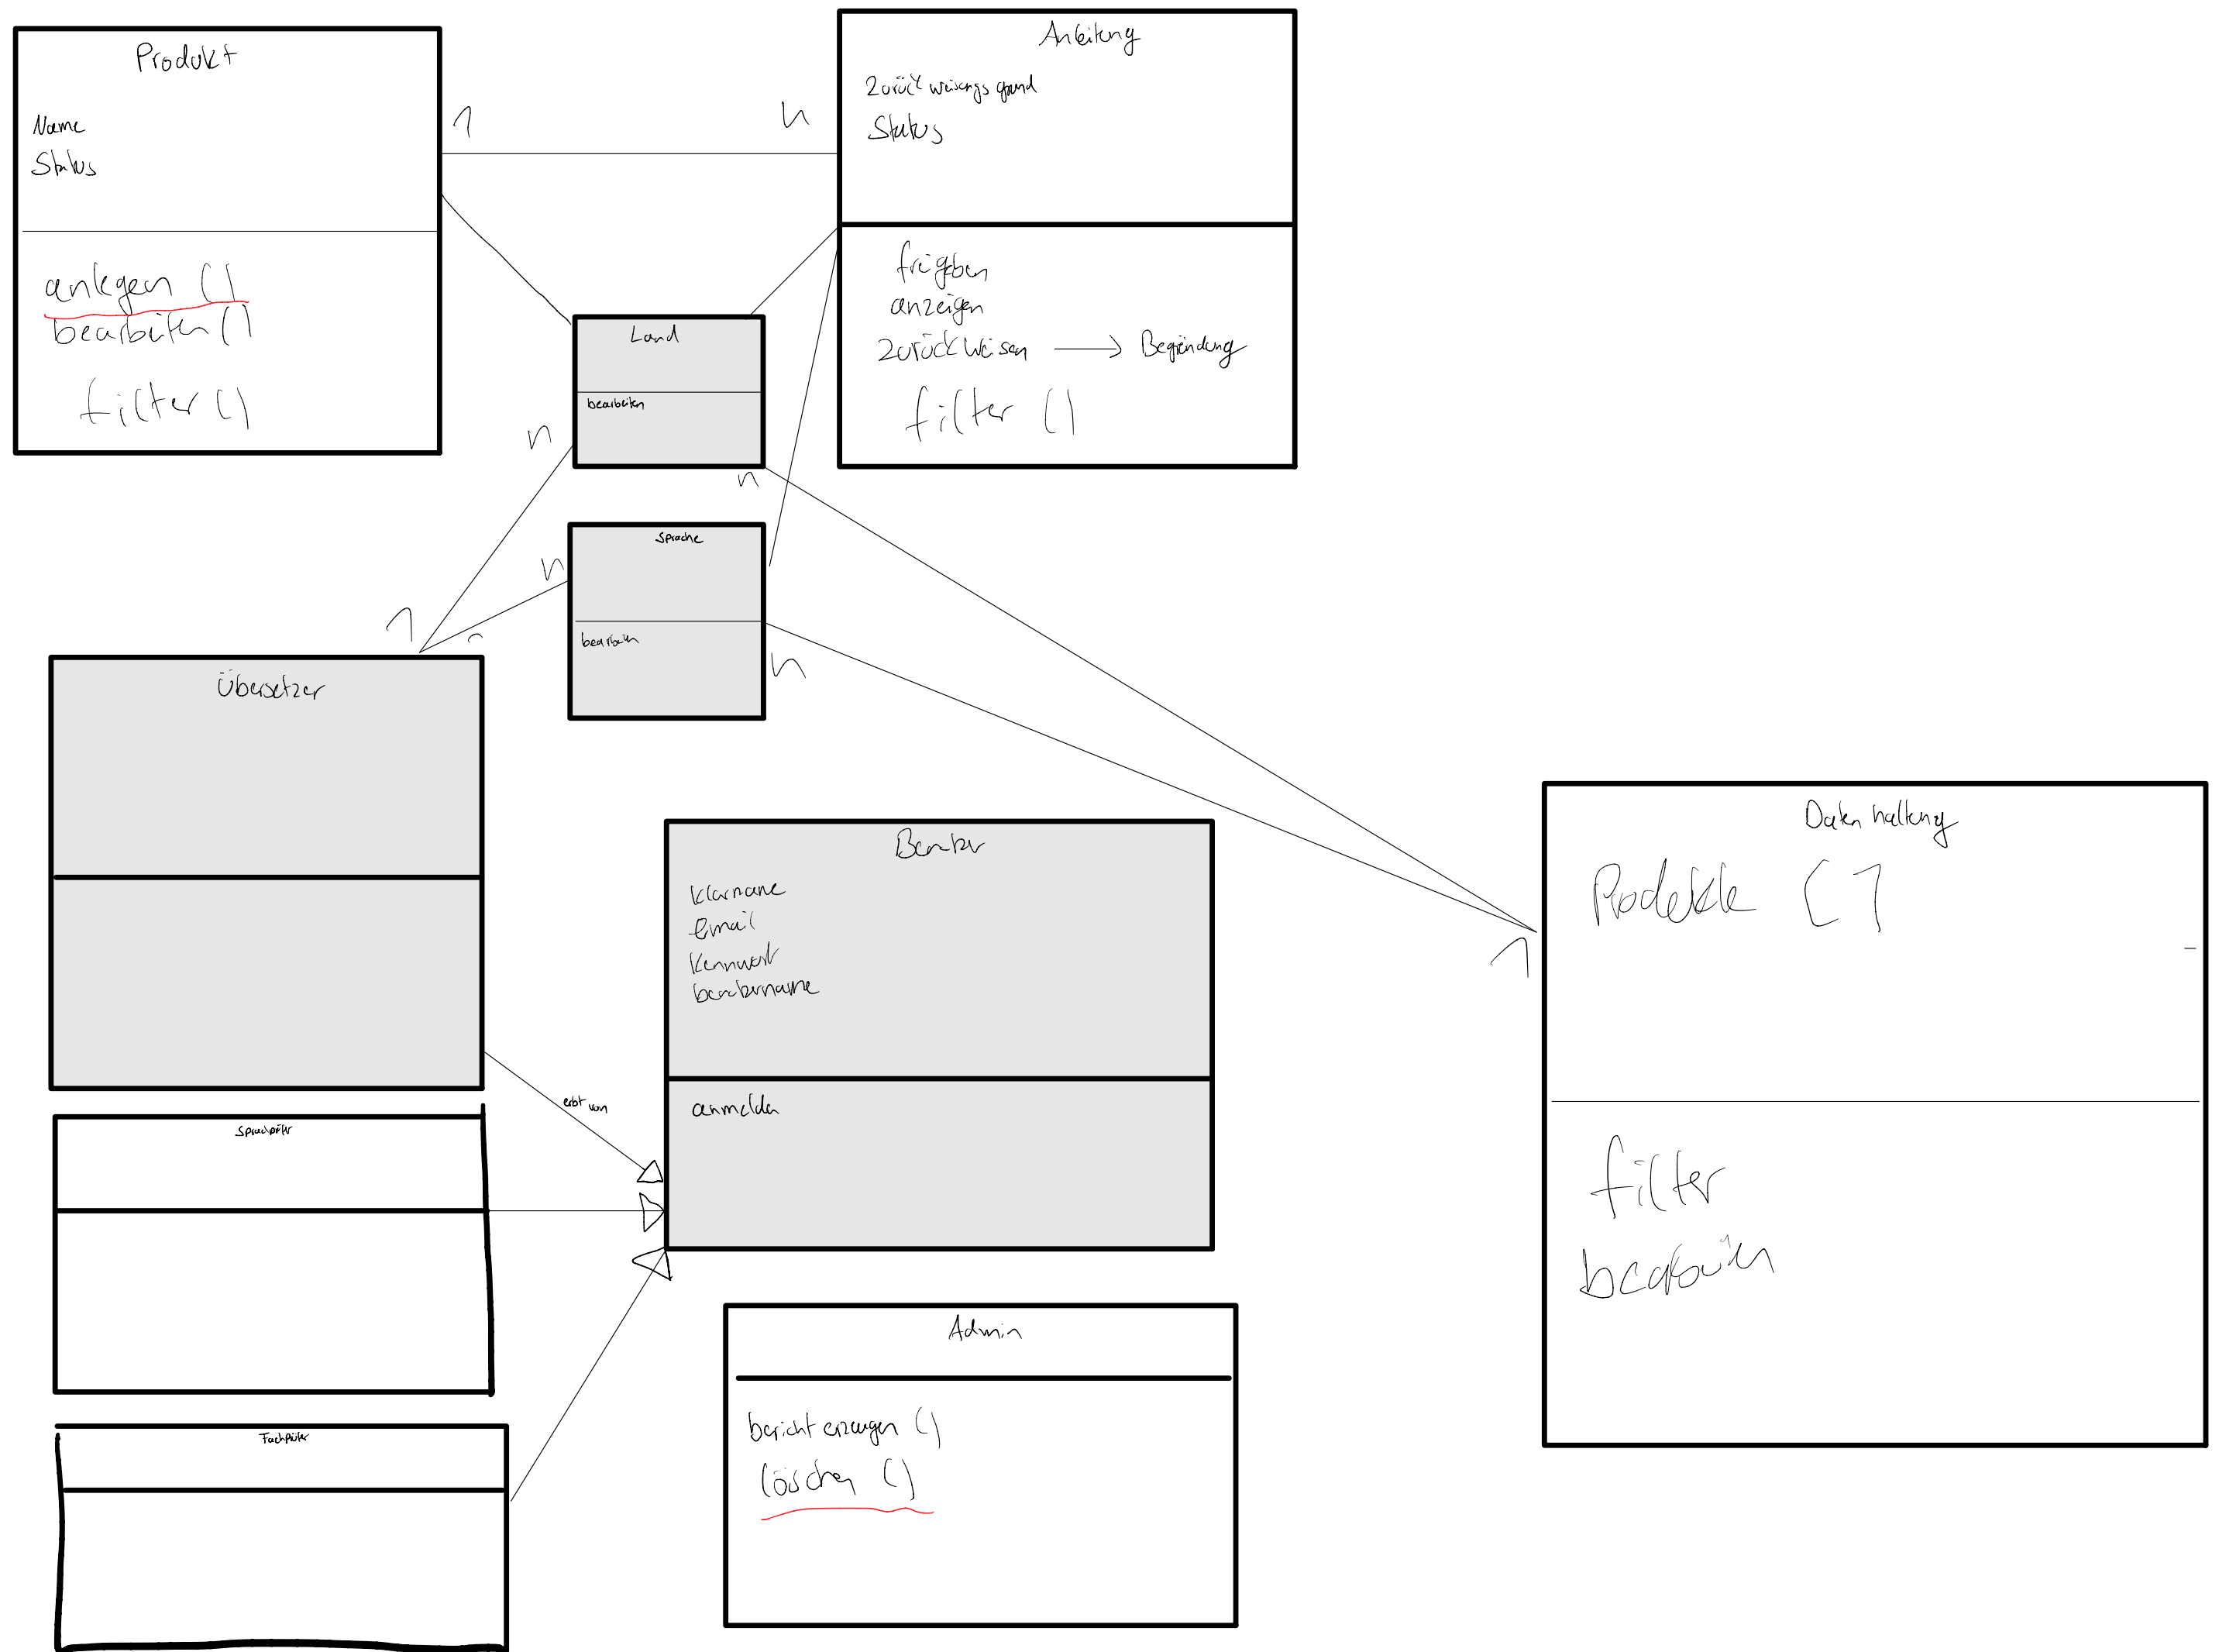 Produkt
Name
Status
anlegen ()
bearbeiten ()
filter ()
1
n
Anleitung
Zurückweisungsgrund
Status
freigeben
anzeigen
zurückweisen → Begründung
filter ()
Land
bearbeiten
n
n
Sprache
bearbeiten
n
n
1
Übersetzer
Benutzer
Klarname
Email
Kennwort
benutzername
anmelden
erbt von
Sprachprüfer
Fachprüfer
Admin
bericht erzeugen ()
löschen ()
Datenhaltung
Produkte []
1
filter
bearbeiten